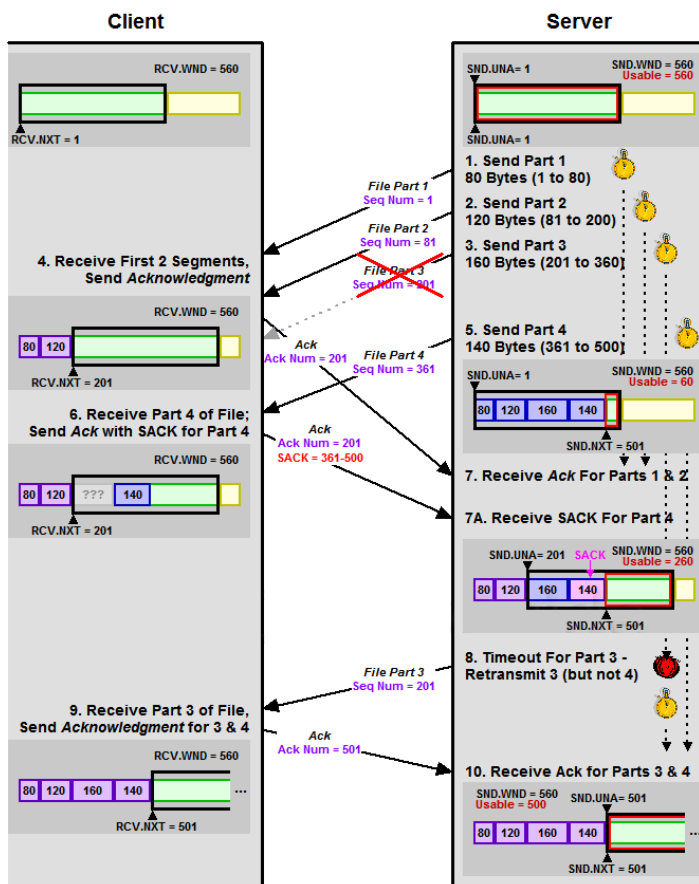 Client
Server
RCV.WND = 560
RCV.NXT = 1
SND.UNA= 1
SND.WND = 560
Usable = 560
SND.UNA= 1
1. Send Part 1
80 Bytes (1 to 80)
File Part 1
Seq Num = 1
2. Send Part 2
120 Bytes (81 to 200)
File Part 2
Seq Num = 81
3. Send Part 3
160 Bytes (201 to 360)
File Part 3
Seq Num = 201
4. Receive First 2 Segments,
Send Acknowledgment
RCV.WND = 560
80 120
RCV.NXT = 201
Ack
Ack Num = 201
5. Send Part 4
140 Bytes (361 to 500)
File Part 4
Seq Num = 361
SND.UNA= 1
SND.WND = 560
Usable = 60
80 120 160 140
SND.NXT = 501
6. Receive Part 4 of File;
Send Ack with SACK for Part 4
Ack
Ack Num = 201
SACK = 361-500
RCV.WND = 560
80 120 ??? 140
RCV.NXT = 201
7. Receive Ack For Parts 1 & 2
7A. Receive SACK For Part 4
SND.UNA= 201
SACK
SND.WND = 560
Usable = 260
80 120 160 140
SND.NXT = 501
8. Timeout For Part 3 -
Retransmit 3 (but not 4)
File Part 3
Seq Num = 201
9. Receive Part 3 of File,
Send Acknowledgment for 3 & 4
Ack
Ack Num = 501
RCV.WND = 560
80 120 160 140 ...
RCV.NXT = 501
10. Receive Ack for Parts 3 & 4
SND.WND = 560
Usable = 500
SND.UNA= 501
80 120 160 140 ...
SND.NXT = 501